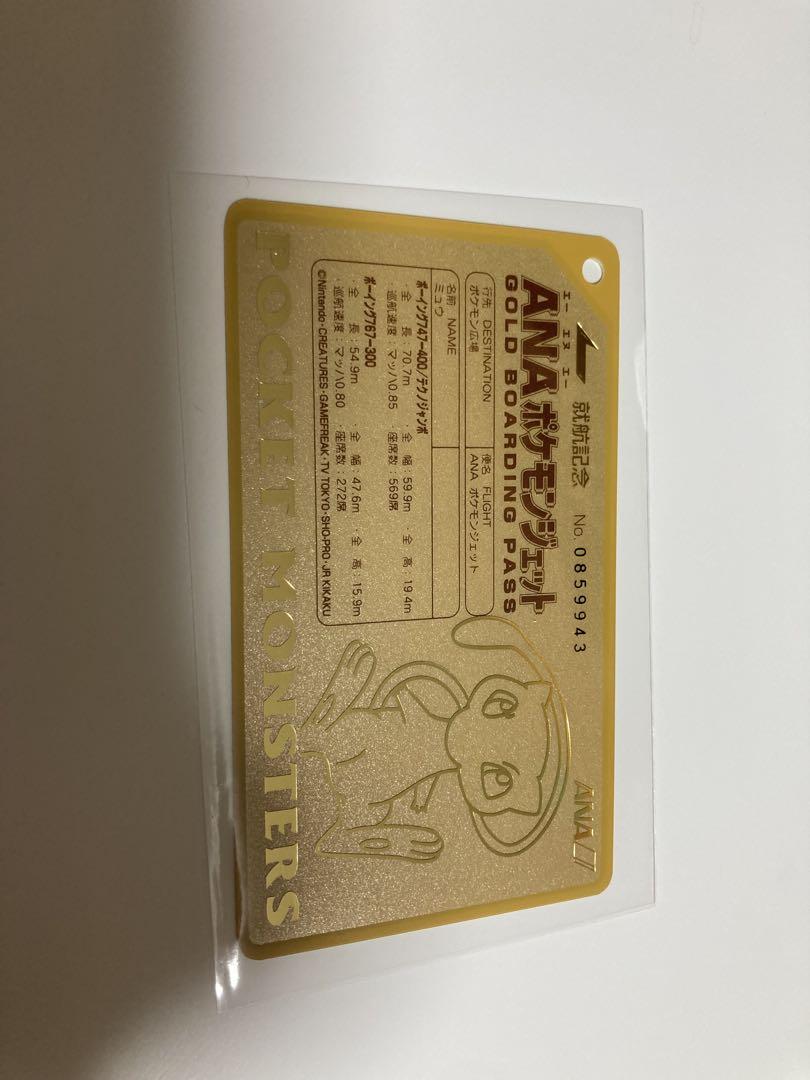 就航記念 No. 0859943
ANA
エー エヌ エー
ANAポケモンジェット
GOLD BOARDING PASS
行先 DESTINATION
ポケモン広場
便名 FLIGHT
ANA ポケモンジェット
名前 NAME
ミュウ
ボーイング747-400/テクノジャンボ
・全 長：70.7m ・全 幅：59.9m ・全 高：19.4m
・巡航速度：マッハ0.85 ・座席数：569席
ボーイング767-300
・全 長：54.9m ・全 幅：47.6m ・全 高：15.9m
・巡航速度：マッハ0.80 ・座席数：272席
©Nintendo・CREATURES・GAMEFREAK・TV TOKYO・SHO-PRO・JR KIKAKU
POCKET MONSTERS